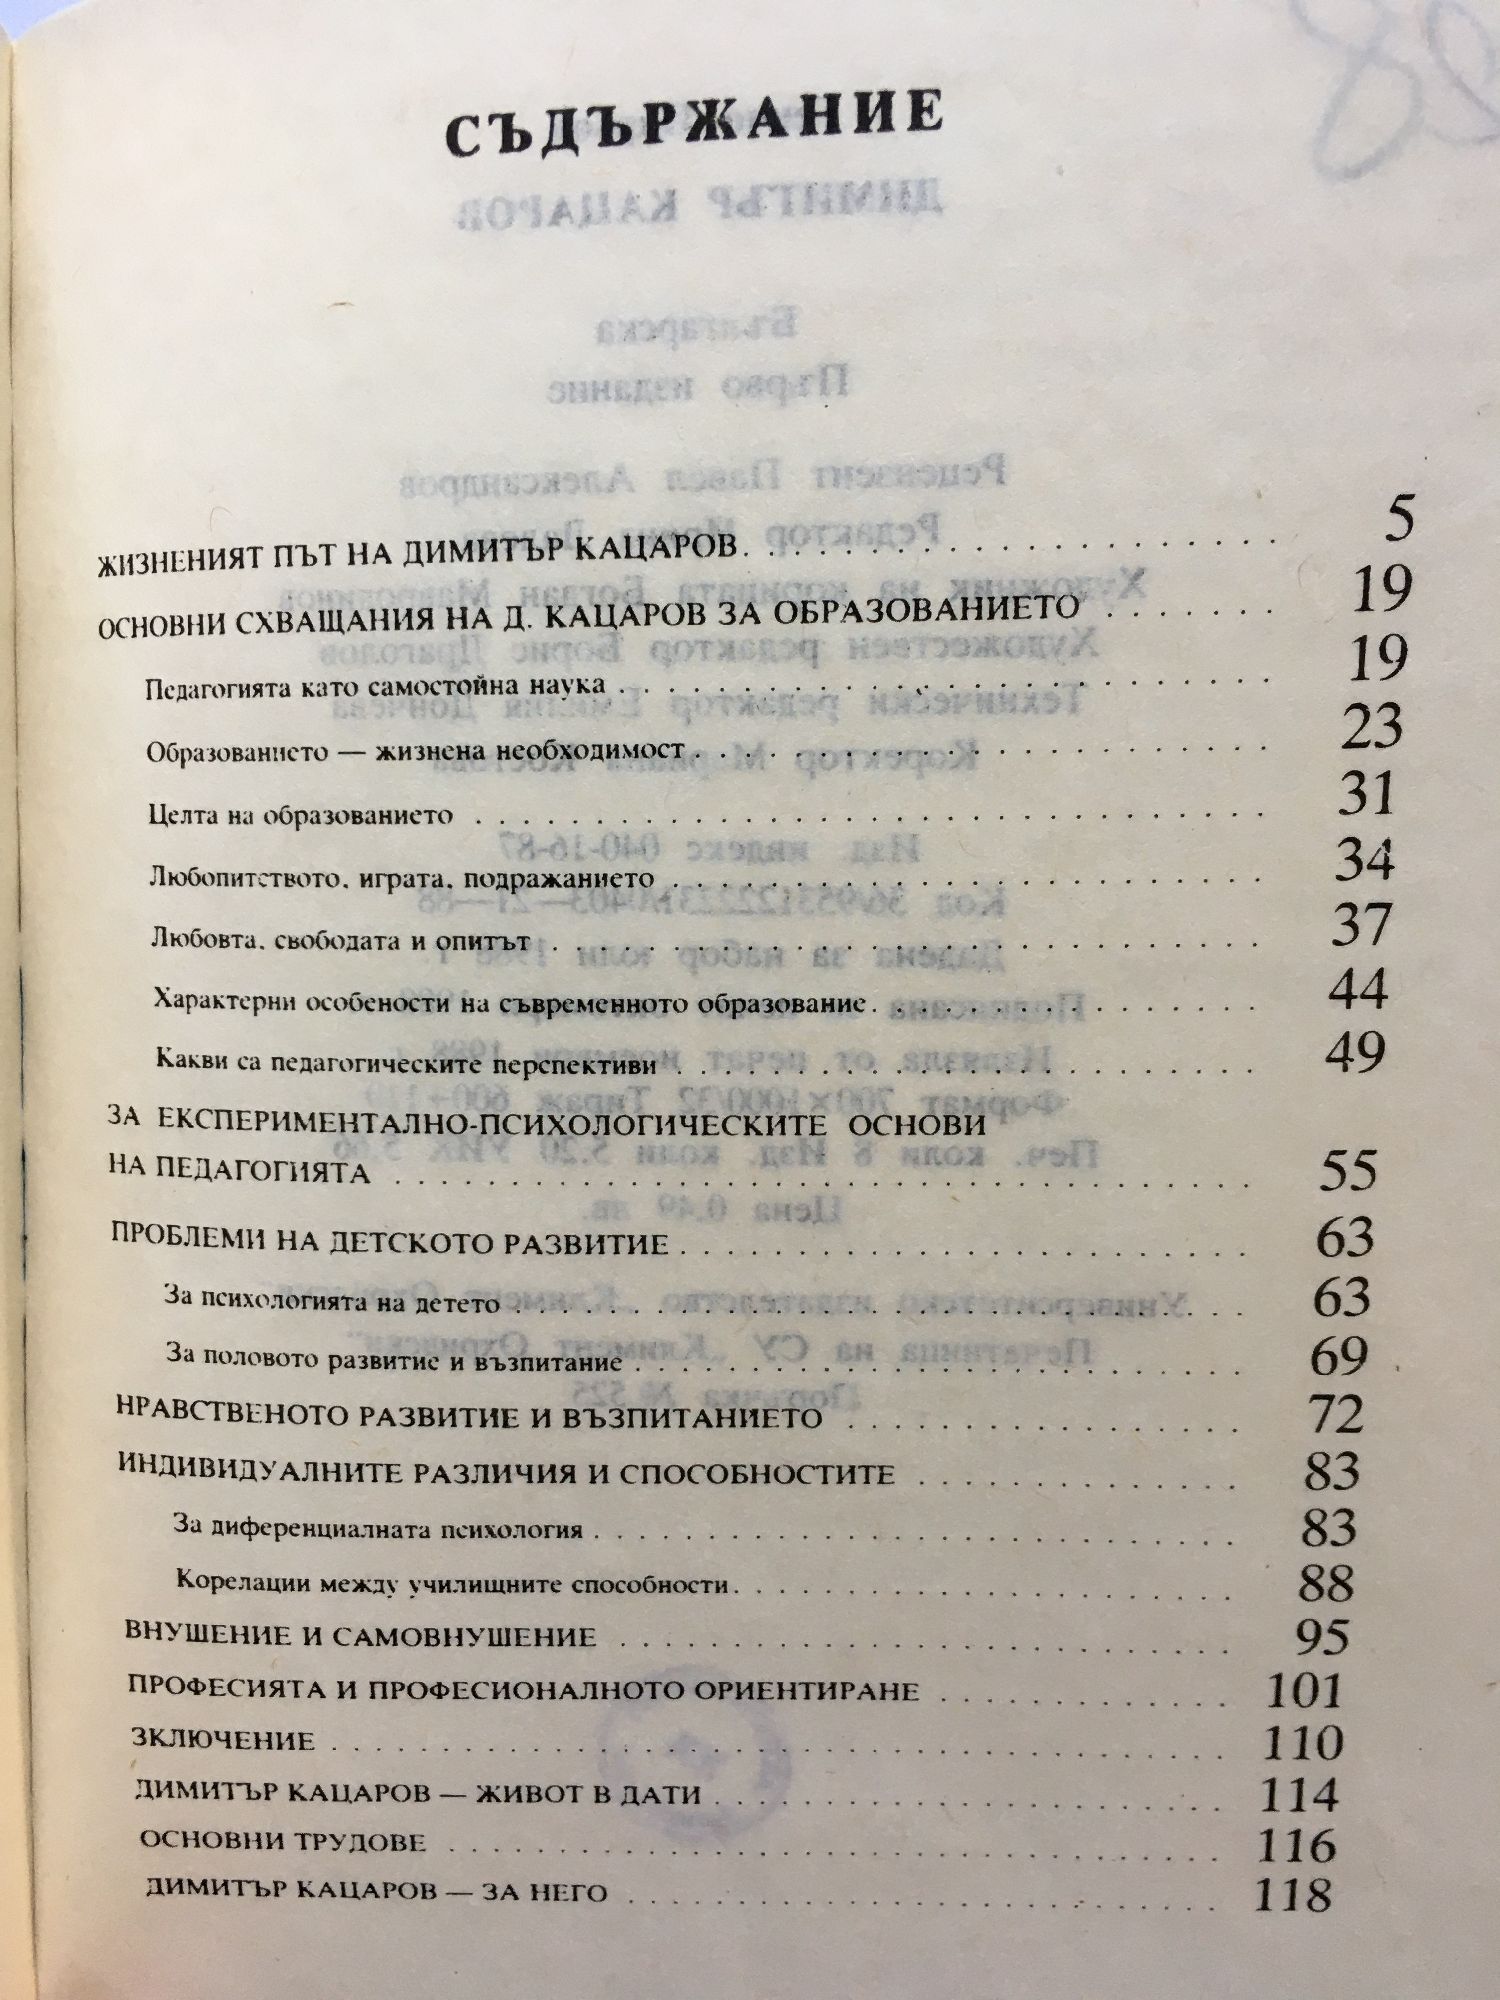 СЪДЪРЖАНИЕ
ЖИЗНЕНИЯТ ПЪТ НА ДИМИТЪР КАЦАРОВ. . . . . . . . . . . . . . . . . . . . 5
ОСНОВНИ СХВАЩАНИЯ НА Д. КАЦАРОВ ЗА ОБРАЗОВАНИЕТО . . . . . . . 19
Педагогията като самостойна наука . . . . . . . . . . . . . . . . . . . . 19
Образованието — жизнена необходимост . . . . . . . . . . . . . . . . . . . . 23
Целта на образованието . . . . . . . . . . . . . . . . . . . . 31
Любопитството, играта, подражанието . . . . . . . . . . . . . . . . . . . . 34
Любовта, свободата и опитът . . . . . . . . . . . . . . . . . . . . 37
Характерни особености на съвременното образование . . . . . . . . . . . . . . . 44
Какви са педагогическите перспективи . . . . . . . . . . . . . . . . . . . . 49
ЗА ЕКСПЕРИМЕНТАЛНО-ПСИХОЛОГИЧЕСКИТЕ ОСНОВИ
НА ПЕДАГОГИЯТА . . . . . . . . . . . . . . . . . . . . 55
ПРОБЛЕМИ НА ДЕТСКОТО РАЗВИТИЕ . . . . . . . . . . . . . . . . . . . . 63
За психологията на детето . . . . . . . . . . . . . . . . . . . . 63
За половото развитие и възпитание . . . . . . . . . . . . . . . . . . . . 69
НРАВСТВЕНОТО РАЗВИТИЕ И ВЪЗПИТАНИЕТО . . . . . . . . . . . . . . . 72
ИНДИВИДУАЛНИТЕ РАЗЛИЧИЯ И СПОСОБНОСТИТЕ . . . . . . . . . . . . 83
За диференциалната психология . . . . . . . . . . . . . . . . . . . . 83
Корелации между училищните способности . . . . . . . . . . . . . . . . . . 88
ВНУШЕНИЕ И САМОВНУШЕНИЕ . . . . . . . . . . . . . . . . . . . . 95
ПРОФЕСИЯТА И ПРОФЕСИОНАЛНОТО ОРИЕНТИРАНЕ . . . . . . . . . . . 101
ЗКЛЮЧЕНИЕ . . . . . . . . . . . . . . . . . . . . 110
ДИМИТЪР КАЦАРОВ — ЖИВОТ В ДАТИ . . . . . . . . . . . . . . . . . . . 114
ОСНОВНИ ТРУДОВЕ . . . . . . . . . . . . . . . . . . . . 116
ДИМИТЪР КАЦАРОВ — ЗА НЕГО . . . . . . . . . . . . . . . . . . . . 118